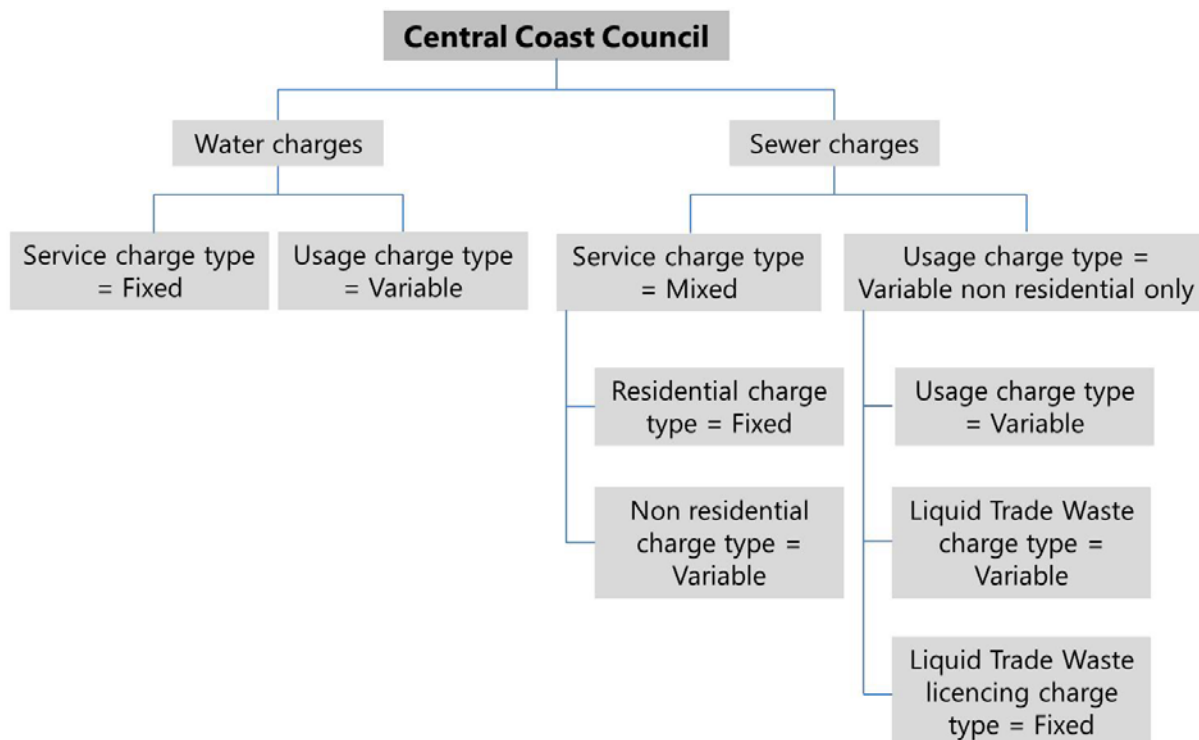 Central Coast Council
Water charges
Sewer charges
Service charge type
= Fixed
Usage charge type
= Variable
Service charge type
= Mixed
Usage charge type =
Variable non residential only
Residential charge
type = Fixed
Non residential
charge type =
Variable
Usage charge type
= Variable
Liquid Trade Waste
charge type =
Variable
Liquid Trade Waste
licencing charge
type = Fixed